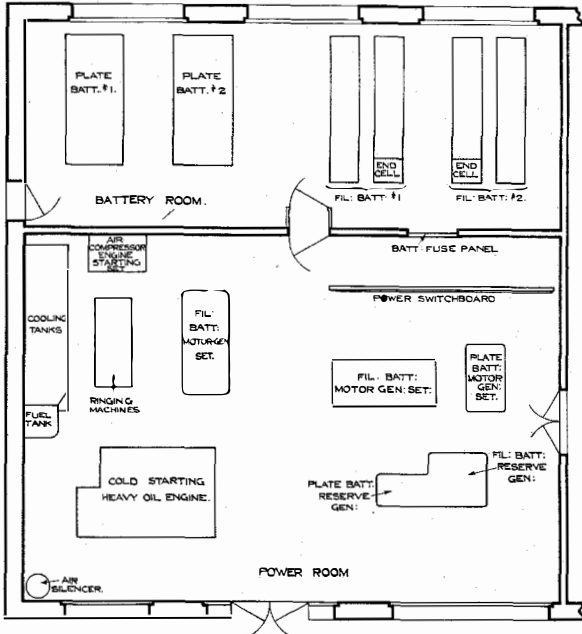 PLATE
BATT. #1.
PLATE
BATT. #2
END
CELL
END
CELL
FIL: BATT: #1
FIL: BATT: #2.
BATTERY ROOM.
BATT: FUSE PANEL
AIR
COMPRESSOR
ENGINE
STARTING
SET
POWER SWITCHBOARD
COOLING
TANKS
FIL:
BATT:
MOTOR GEN
SET.
PLATE
BATT:
MOTOR
GEN:
SET.
FIL: BATT:
MOTOR GEN: SET:
RINGING
MACHINES
FUEL
TANK
FIL: BATT:
RESERVE
GEN:
COLD STARTING
HEAVY OIL ENGINE.
PLATE BATT.
RESERVE
GEN:
POWER ROOM
AIR
SILENCER.